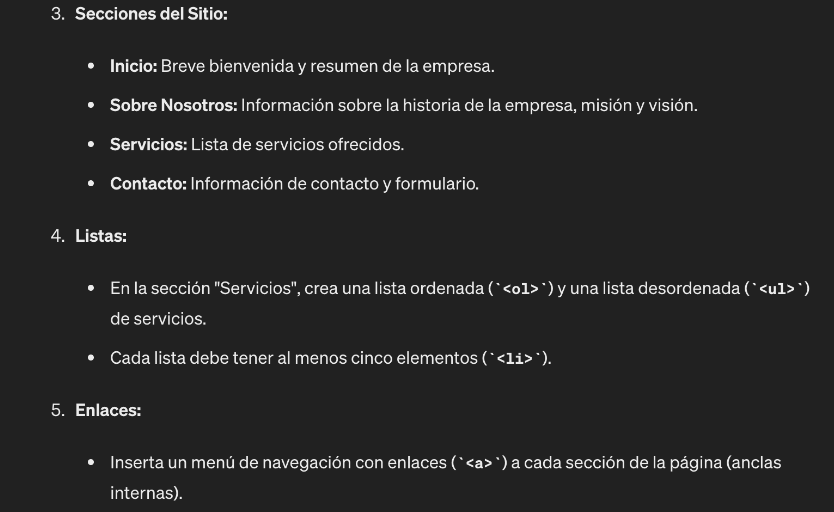 3. Secciones del Sitio:
• Inicio: Breve bienvenida y resumen de la empresa.
• Sobre Nosotros: Información sobre la historia de la empresa, misión y visión.
• Servicios: Lista de servicios ofrecidos.
• Contacto: Información de contacto y formulario.
4. Listas:
• En la sección "Servicios", crea una lista ordenada (`<ol>`) y una lista desordenada (`<ul>`)
de servicios.
• Cada lista debe tener al menos cinco elementos (`<li>`).
5. Enlaces:
• Inserta un menú de navegación con enlaces (`<a>`) a cada sección de la página (anclas
internas).